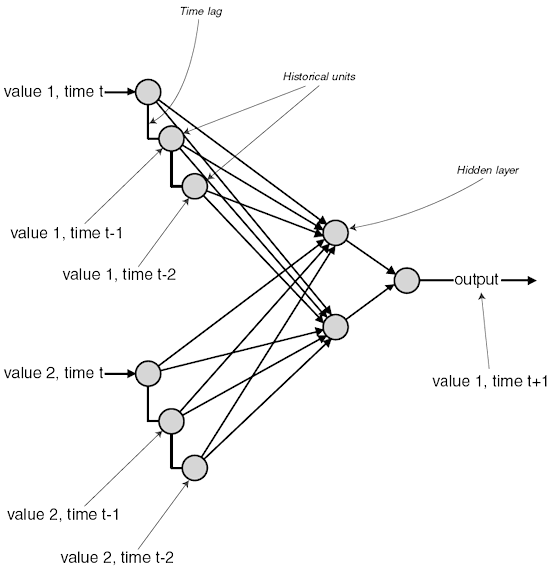 Time lag
Historical units
value 1, time t
Hidden layer
value 1, time t-1
value 1, time t-2
output
value 2, time t
value 1, time t+1
value 2, time t-1
value 2, time t-2